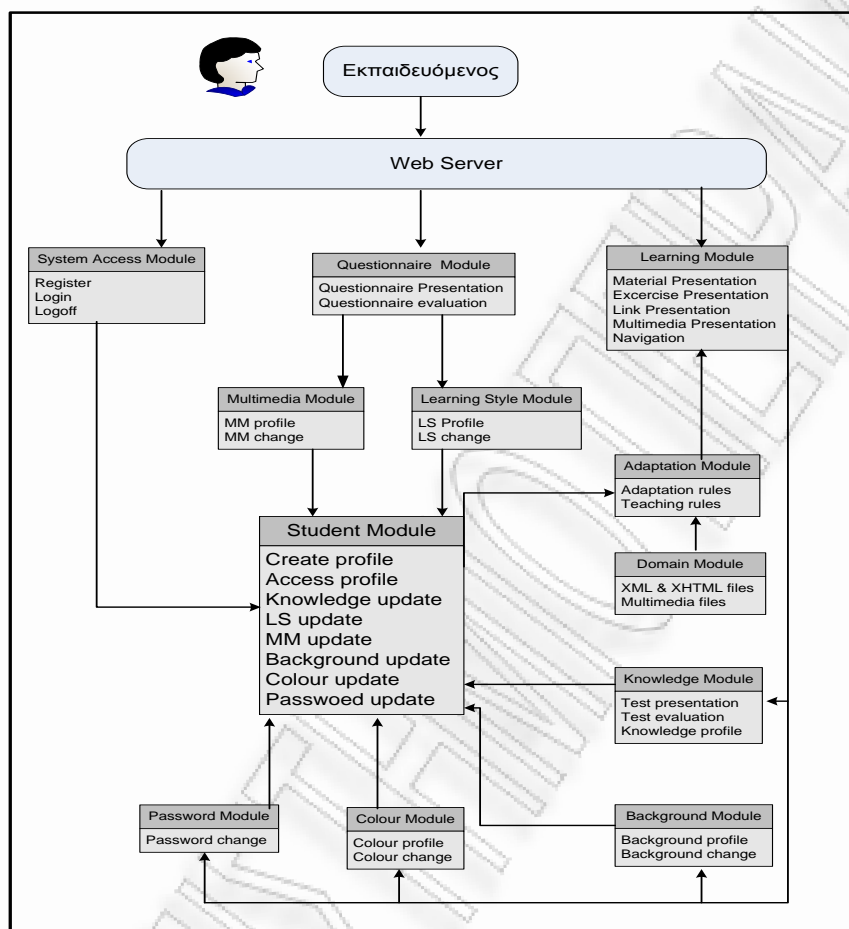 Εκπαιδευόμενος
Web Server
System Access Module
Register
Login
Logoff
Questionnaire Module
Questionnaire Presentation
Questionnaire evaluation
Learning Module
Material Presentation
Excercise Presentation
Link Presentation
Multimedia Presentation
Navigation
Multimedia Module
MM profile
MM change
Learning Style Module
LS Profile
LS change
Adaptation Module
Adaptation rules
Teaching rules
Student Module
Create profile
Access profile
Knowledge update
LS update
MM update
Background update
Colour update
Passwoed update
Domain Module
XML & XHTML files
Multimedia files
Knowledge Module
Test presentation
Test evaluation
Knowledge profile
Password Module
Password change
Colour Module
Colour profile
Colour change
Background Module
Background profile
Background change